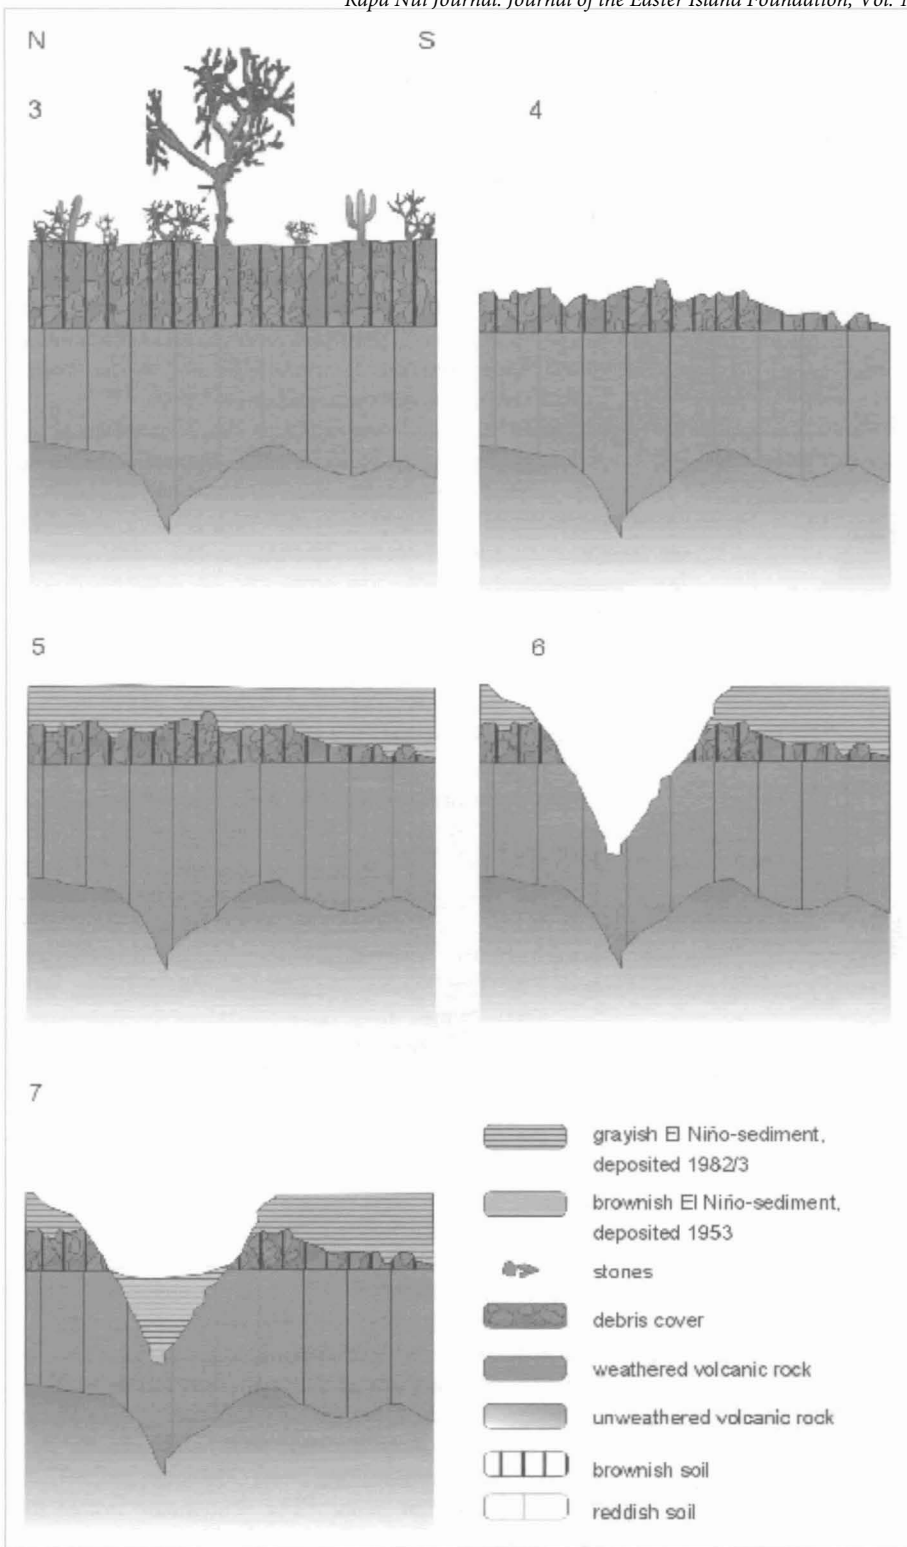 Rapa Nui Journal: Journal of the Easter Island Foundation, Vol. 1
N
S
3
4
5
6
7
grayish El Niño-sediment,
deposited 1982/3
brownish El Niño-sediment,
deposited 1953
stones
debris cover
weathered volcanic rock
unweathered volcanic rock
brownish soil
reddish soil